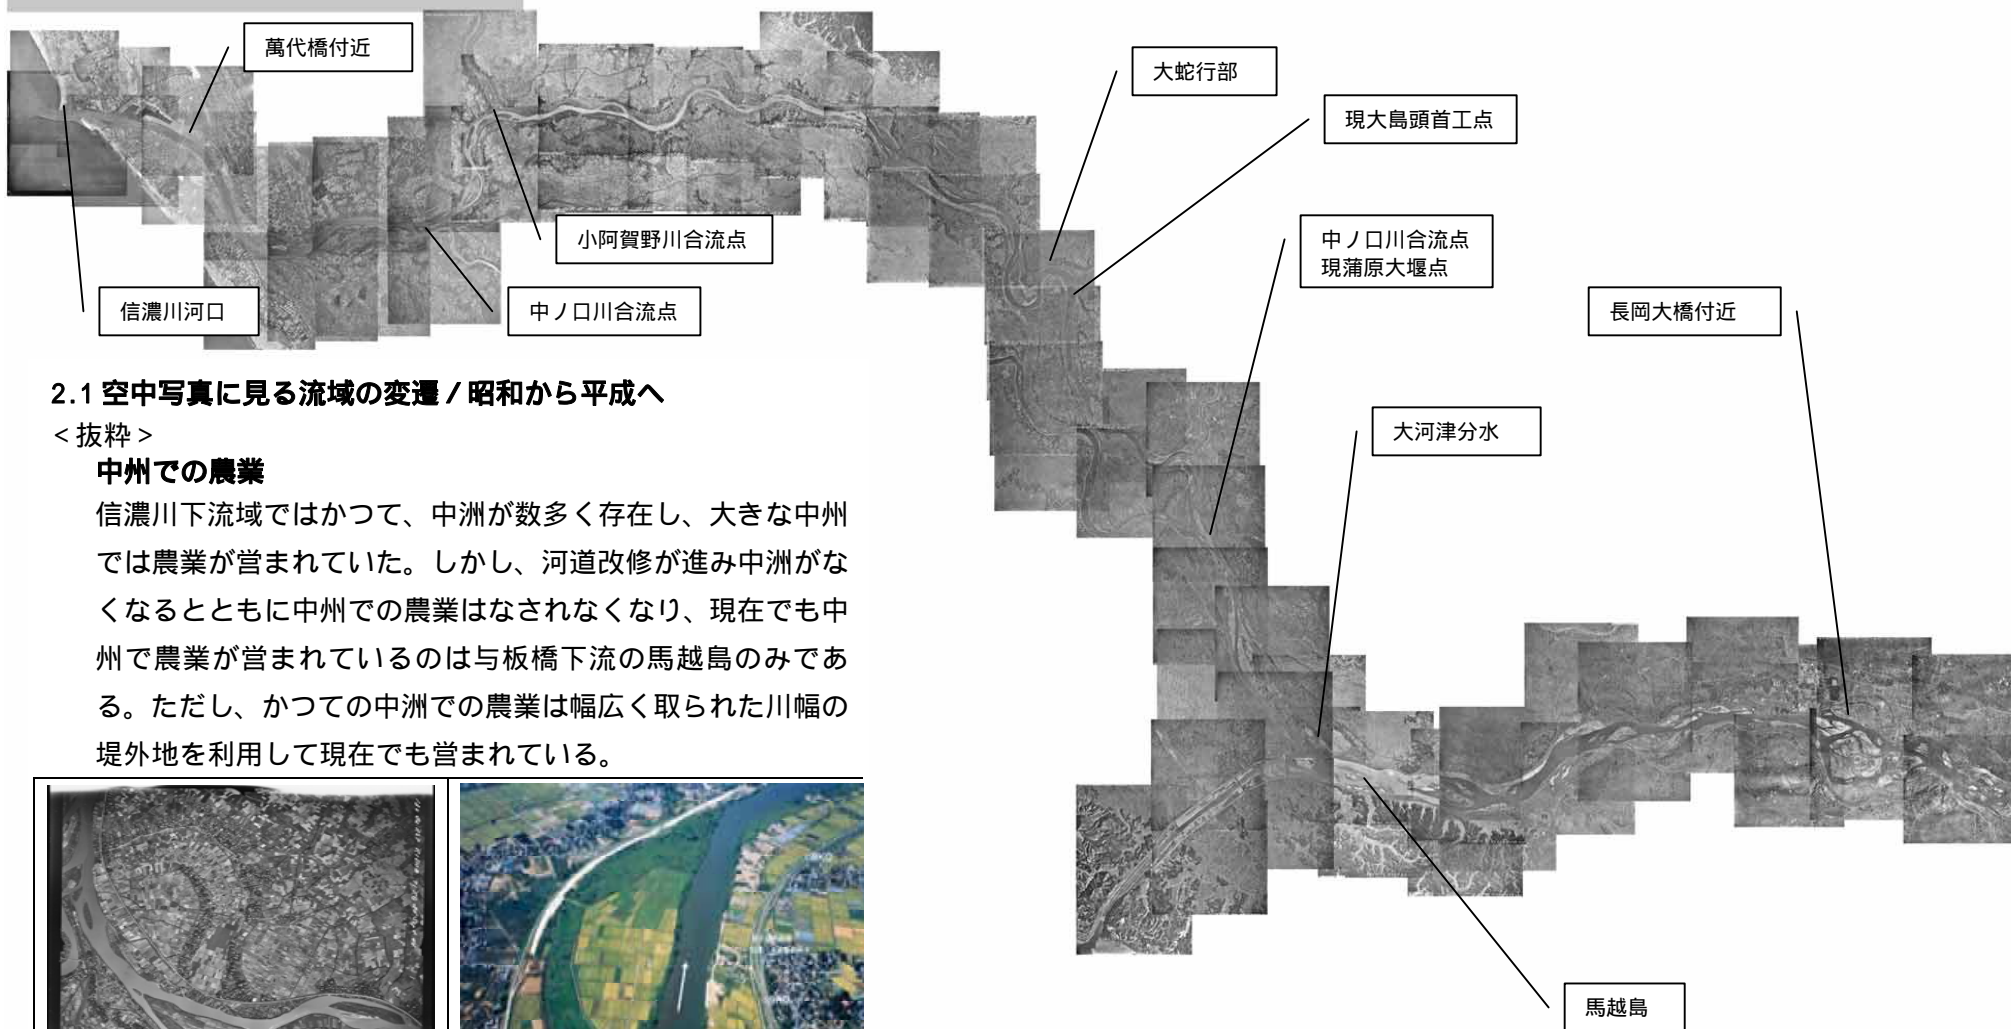 萬代橋付近
大蛇行部
現大島頭首工点
小阿賀野川合流点
中ノ口川合流点
現蒲原大堰点
信濃川河口
中ノ口川合流点
長岡大橋付近
2.1 空中写真に見る流域の変遷／昭和から平成へ
＜抜粋＞
中州での農業
信濃川下流域ではかつて、中洲が数多く存在し、大きな中州
では農業が営まれていた。しかし、河道改修が進み中洲がな
くなるとともに中州での農業はなされなくなり、現在でも中
州で農業が営まれているのは与板橋下流の馬越島のみであ
る。ただし、かつての中洲での農業は幅広く取られた川幅の
堤外地を利用して現在でも営まれている。
大河津分水
馬越島